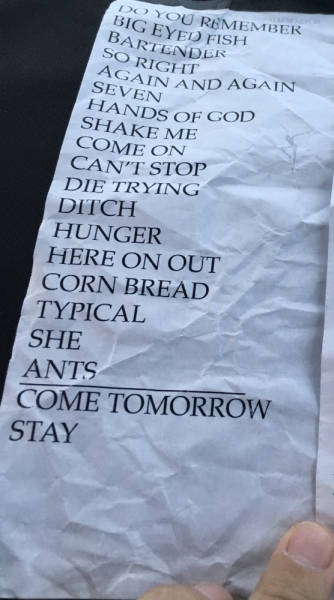 DO YOU REMEMBER
BIG EYED FISH
BARTENDER
SO RIGHT
AGAIN AND AGAIN
SEVEN
HANDS OF GOD
SHAKE ME
COME ON
CAN'T STOP
DIE TRYING
DITCH
HUNGER
HERE ON OUT
CORN BREAD
TYPICAL
SHE
ANTS
COME TOMORROW
STAY